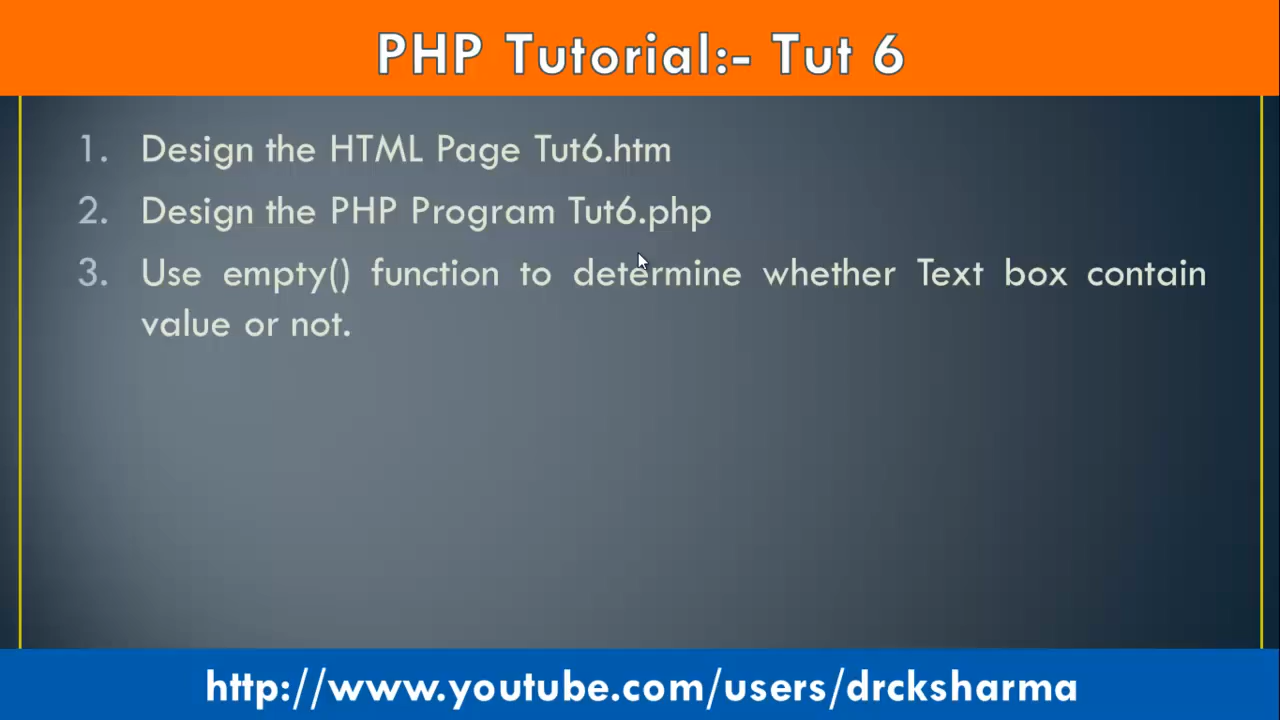 PHP Tutorial:- Tut 6
1. Design the HTML Page Tut6.htm
2. Design the PHP Program Tut6.php
3. Use empty() function to determine whether Text box contain
value or not.
http://www.youtube.com/users/drcksharma